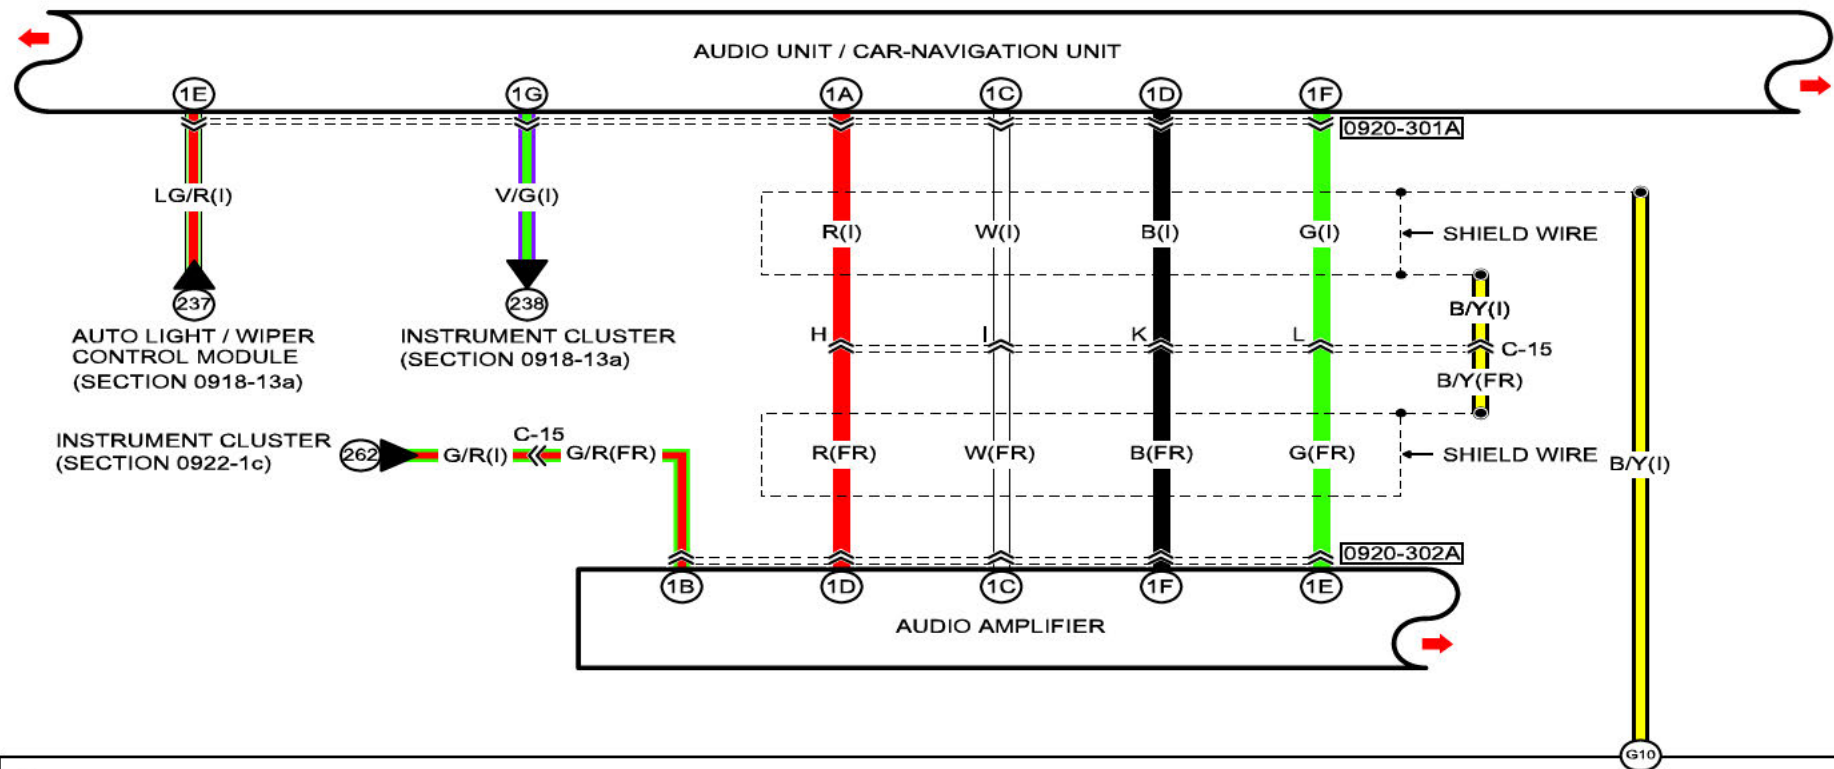 AUDIO UNIT / CAR-NAVIGATION UNIT
1E
1G
1A
1C
1D
1F
0920-301A
LG/R(I)
V/G(I)
R(I)
W(I)
B(I)
G(I)
SHIELD WIRE
237
238
B/Y(I)
AUTO LIGHT / WIPER
CONTROL MODULE
(SECTION 0918-13a)
INSTRUMENT CLUSTER
(SECTION 0918-13a)
H
I
K
L
C-15
B/Y(FR)
INSTRUMENT CLUSTER
(SECTION 0922-1c)
262
G/R(I)
C-15
G/R(FR)
R(FR)
W(FR)
B(FR)
G(FR)
SHIELD WIRE
B/Y(I)
0920-302A
1B
1D
1C
1F
1E
AUDIO AMPLIFIER
G10